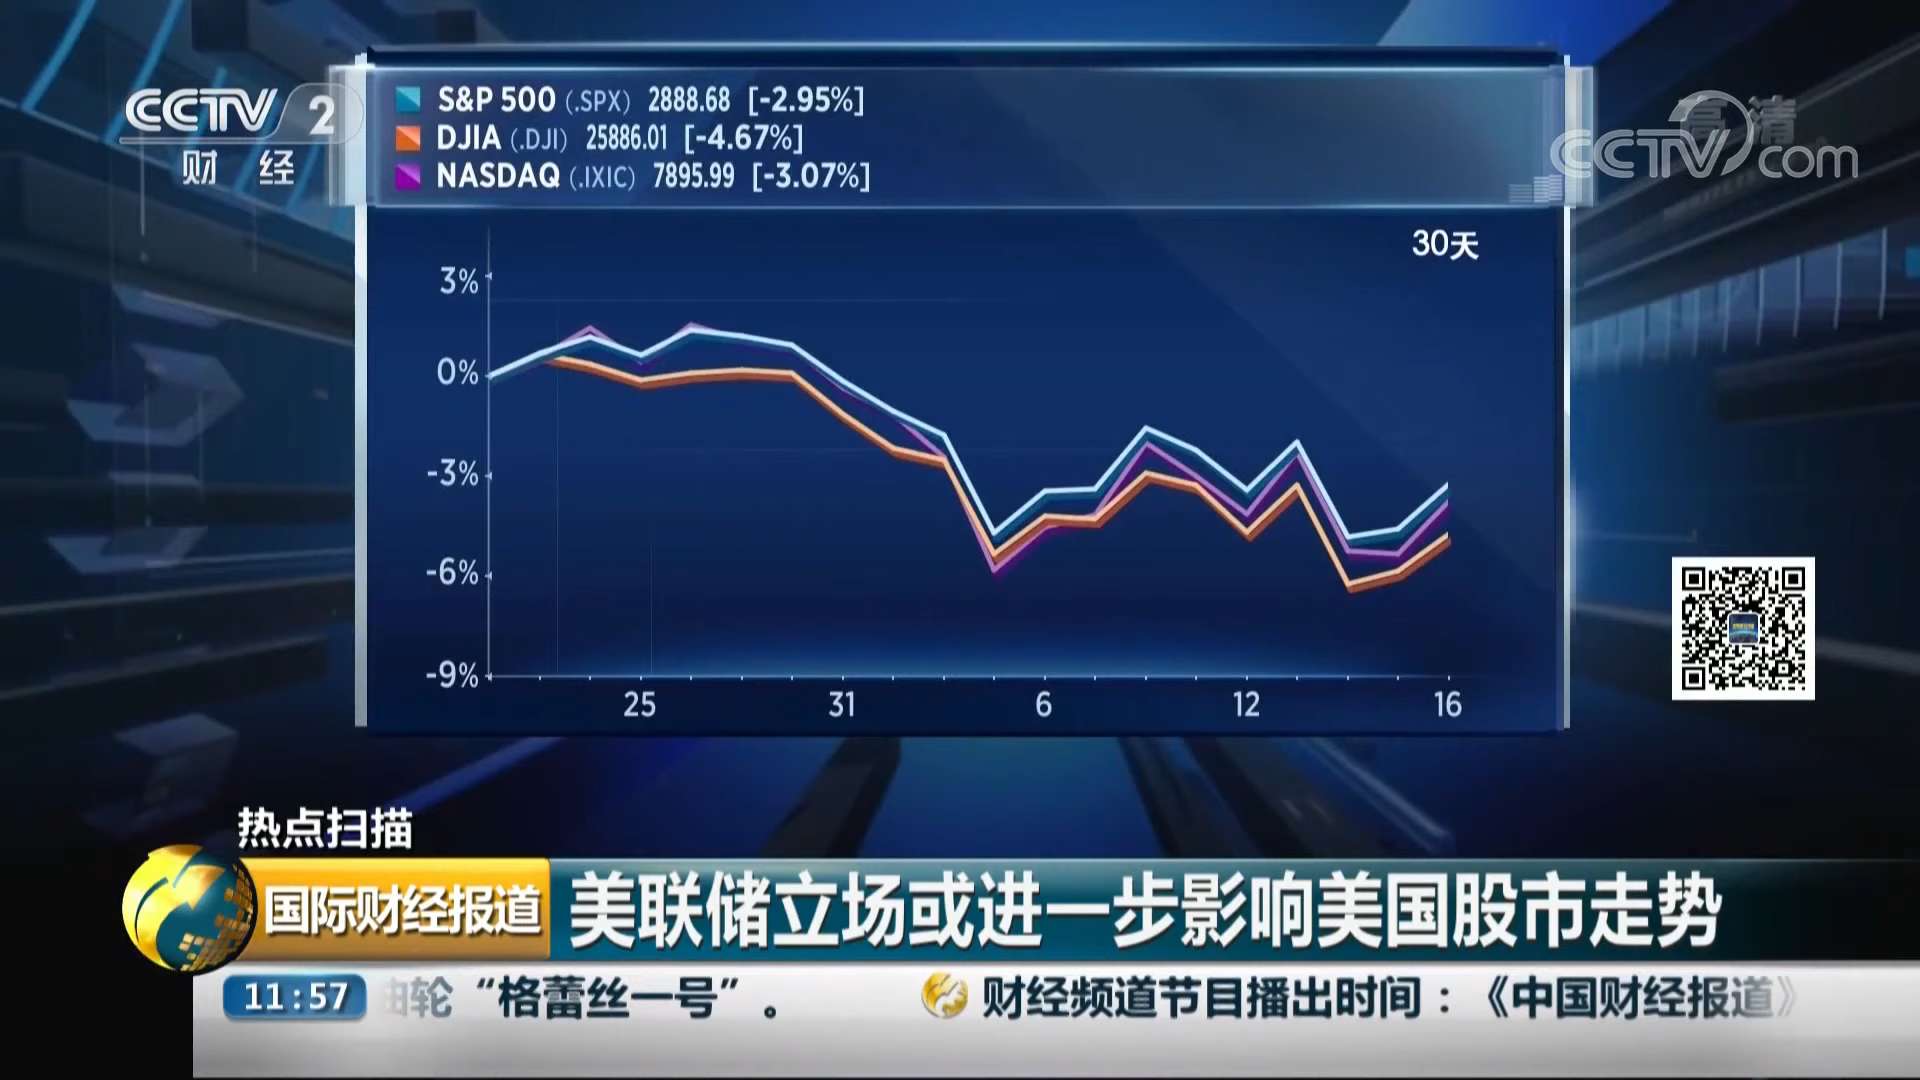 CCTV 2
财 经
高清
CCTV com
S&P 500 (.SPX) 2888.68 [-2.95%]
DJIA (.DJI) 25886.01 [-4.67%]
NASDAQ (.IXIC) 7895.99 [-3.07%]
30天
3%
0%
-3%
-6%
-9%
25 31 6 12 16
热点扫描
国际财经报道 美联储立场或进一步影响美国股市走势
11:57 油轮“格蕾丝一号”。 财经频道节目播出时间：《中国财经报道》